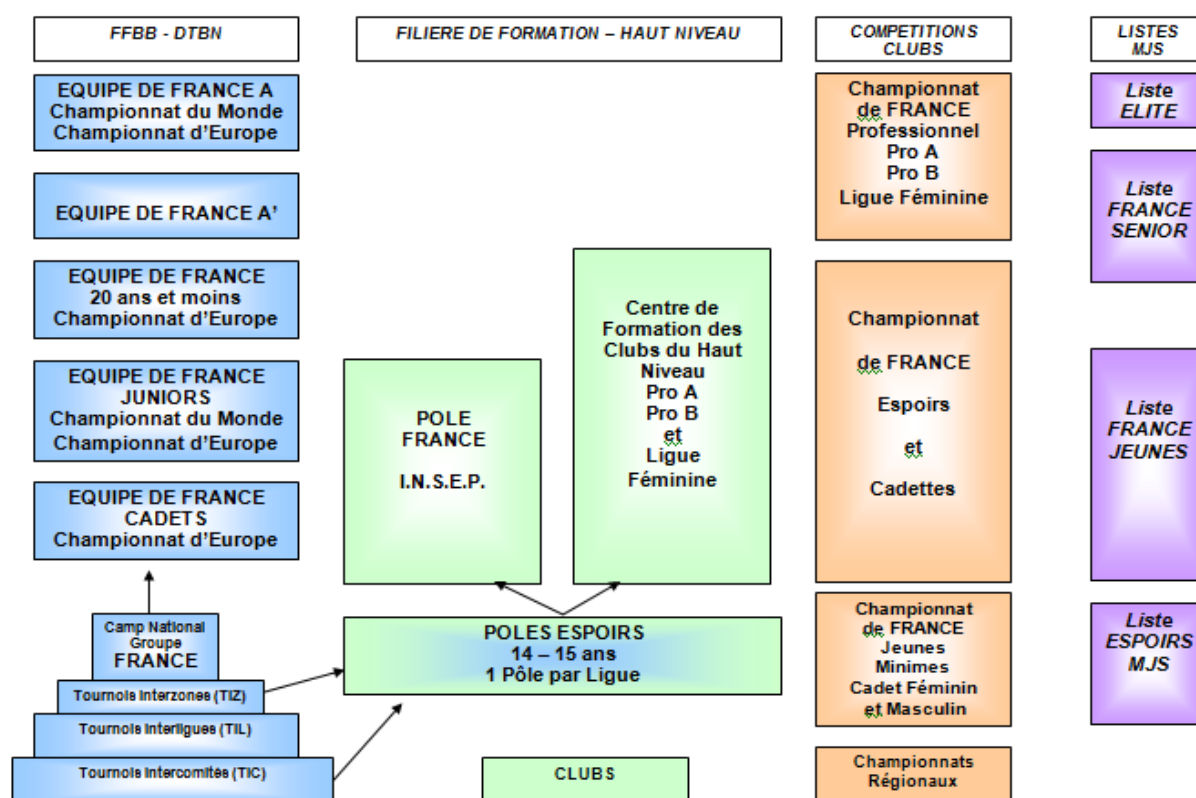 FFBB - DTBN
EQUIPE DE FRANCE A
Championnat du Monde
Championnat d'Europe
EQUIPE DE FRANCE A'
EQUIPE DE FRANCE
20 ans et moins
Championnat d'Europe
EQUIPE DE FRANCE
JUNIORS
Championnat du Monde
Championnat d'Europe
EQUIPE DE FRANCE
CADETS
Championnat d'Europe
Camp National
Groupe
FRANCE
Tournois Interzones (TIZ)
Tournois Interligues (TIL)
Tournois Intercomités (TIC)
FILIERE DE FORMATION – HAUT NIVEAU
POLE
FRANCE
I.N.S.E.P.
Centre de
Formation des
Clubs du Haut
Niveau
Pro A
Pro B
et
Ligue
Féminine
POLES ESPOIRS
14 – 15 ans
1 Pôle par Ligue
CLUBS
COMPETITIONS
CLUBS
Championnat
de FRANCE
Professionnel
Pro A
Pro B
Ligue Féminine
Championnat
de FRANCE
Espoirs
et
Cadettes
Championnat
de FRANCE
Jeunes
Minimes
Cadet Féminin
et Masculin
Championnats
Régionaux
LISTES
MJS
Liste
ELITE
Liste
FRANCE
SENIOR
Liste
FRANCE
JEUNES
Liste
ESPOIRS
MJS